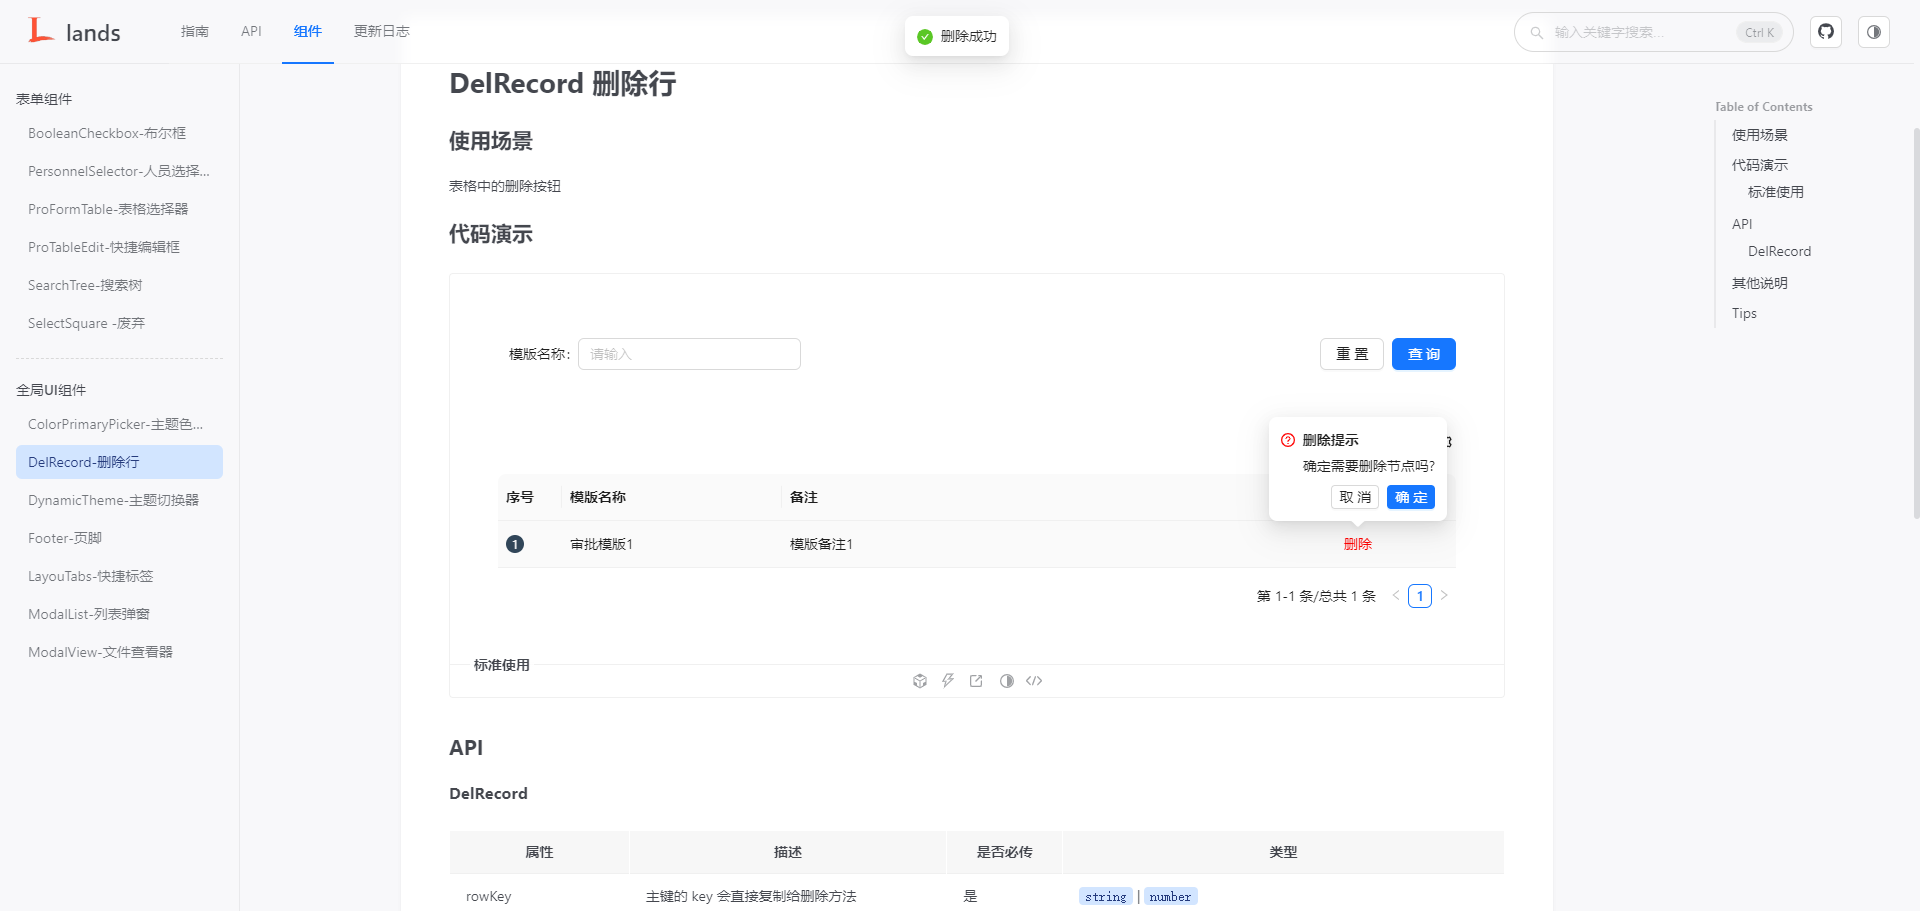 lands
指南 API 组件 更新日志
删除成功
输入关键字搜索...
Ctrl K
表单组件
BooleanCheckbox-布尔框
PersonnelSelector-人员选择...
ProFormTable-表格选择器
ProTableEdit-快捷编辑框
SearchTree-搜索树
SelectSquare -废弃
全局UI组件
ColorPrimaryPicker-主题色...
DelRecord-删除行
DynamicTheme-主题切换器
Footer-页脚
LayouTabs-快捷标签
ModalList-列表弹窗
ModalView-文件查看器
DelRecord 删除行
使用场景
表格中的删除按钮
代码演示
模版名称: 请输入
重 置 查 询
删除提示
确定需要删除节点吗?
取 消 确 定
序号 模版名称 备注
1 审批模版1 模版备注1 删除
第 1-1 条/总共 1 条 < 1 >
标准使用
API
DelRecord
属性 描述 是否必传 类型
rowKey 主键的 key 会直接复制给删除方法 是 string | number
Table of Contents
使用场景
代码演示
标准使用
API
DelRecord
其他说明
Tips